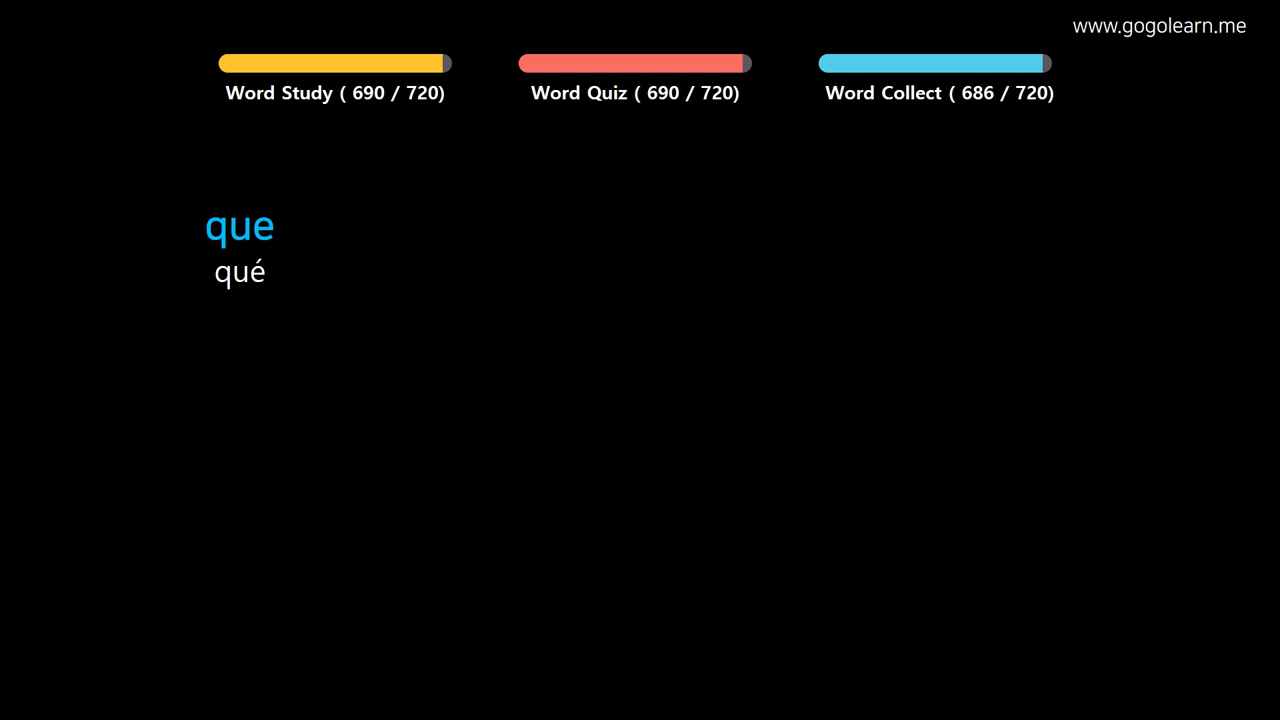 www.gogolearn.me
Word Study ( 690 / 720)
Word Quiz ( 690 / 720)
Word Collect ( 686 / 720)
que
qué